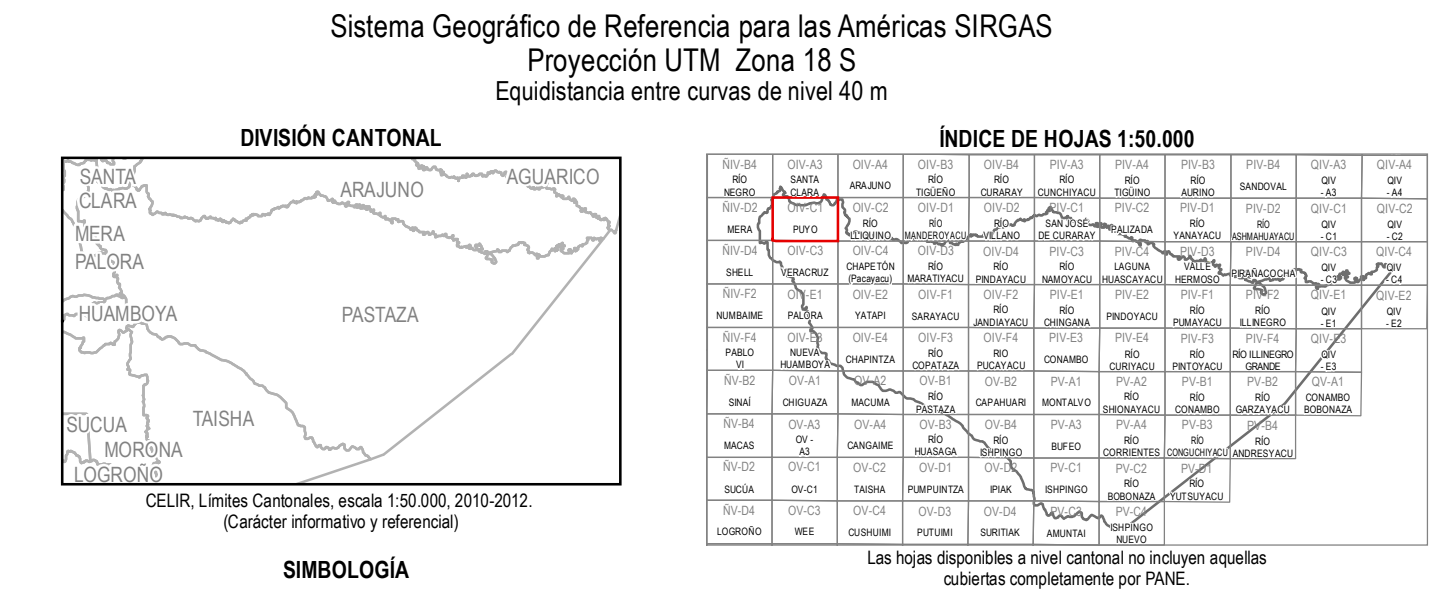 Sistema Geográfico de Referencia para las Américas SIRGAS
Proyección UTM Zona 18 S
Equidistancia entre curvas de nivel 40 m
DIVISIÓN CANTONAL
SANTA
CLARA
ARAJUNO
AGUARICO
MERA
PALORA
HUAMBOYA
PASTAZA
TAISHA
SUCUA
MORONA
LOGROÑO
CELIR, Límites Cantonales, escala 1:50.000, 2010-2012.
(Carácter informativo y referencial)
SIMBOLOGÍA
ÍNDICE DE HOJAS 1:50.000
ÑIV-B4 OIV-A3 OIV-A4 OIV-B3 OIV-B4 PIV-A3 PIV-A4 PIV-B3 PIV-B4 QIV-A3 QIV-A4
RÍO SANTA RÍO RÍO RÍO RÍO RÍO QIV QIV
NEGRO CLARA ARAJUNO TIGÜEÑO CURARAY CUNCHIYACU TIGÜINO AURINO SANDOVAL - A3 - A4
ÑIV-D2 OIV-C1 OIV-C2 OIV-D1 OIV-D2 PIV-C1 PIV-C2 PIV-D1 PIV-D2 QIV-C1 QIV-C2
RÍO RÍO RÍO SAN JOSÉ RÍO RÍO QIV QIV
MERA PUYO LLIQUINO MANDEROYACU VILLANO DE CURARAY PALIZADA YANAYACU ASHMAHUAYACU - C1 - C2
ÑIV-D4 OIV-C3 OIV-C4 OIV-D3 OIV-D4 PIV-C3 PIV-C4 PIV-D3 PIV-D4 QIV-C3 QIV-C4
CHAPETÓN RÍO RÍO RÍO LAGUNA VALLE QIV QIV
SHELL VERACRUZ (Pacayacu) MARATIYACU PINDAYACU NAMOYACU HUASCAYACU HERMOSO PIRAÑACOCHA - C3 - C4
ÑIV-F2 OIV-E1 OIV-E2 OIV-F1 OIV-F2 PIV-E1 PIV-E2 PIV-F1 PIV-F2 QIV-E1 QIV-E2
RÍO RÍO RÍO RÍO QIV QIV
NUMBAIME PALORA YATAPI SARAYACU JANDIAYACU CHINGANA PINDOYACU PUMAYACU ILLINEGRO - E1 - E2
ÑIV-F4 OIV-E3 OIV-E4 OIV-F3 OIV-F4 PIV-E3 PIV-E4 PIV-F3 PIV-F4 QIV-E3
PABLO NUEVA RÍO RIO RÍO RÍO RÍO ILLINEGRO QIV
VI HUAMBOYA CHAPINTZA COPATAZA PUCAYACU CONAMBO CURIYACU PINTOYACU GRANDE - E3
ÑV-B2 OV-A1 OV-A2 OV-B1 OV-B2 PV-A1 PV-A2 PV-B1 PV-B2 QV-A1
RÍO RÍO RÍO RÍO CONAMBO
SINAÍ CHIGUAZA MACUMA PASTAZA CAPAHUARI MONTALVO SHIONAYACU CONAMBO GARZAYACU BOBONAZA
ÑV-B4 OV-A3 OV-A4 OV-B3 OV-B4 PV-A3 PV-A4 PV-B3 PV-B4
OV - RÍO RÍO RÍO RÍO RÍO
MACAS A3 CANGAIME HUASAGA ISHPINGO BUFEO CORRIENTES CONGUCHIYACU ANDRESYACU
ÑV-D2 OV-C1 OV-C2 OV-D1 OV-D2 PV-C1 PV-C2 PV-D1
RÍO RÍO
SUCÚA OV-C1 TAISHA PUMPUINTZA IPIAK ISHPINGO BOBONAZA YUTSUYACU
ÑV-D4 OV-C3 OV-C4 OV-D3 OV-D4 PV-C3 PV-C4
ISHPINGO
LOGROÑO WEE CUSHUIMI PUTUIMI SURITIAK AMUNTAI NUEVO
Las hojas disponibles a nivel cantonal no incluyen aquellas
cubiertas completamente por PANE.